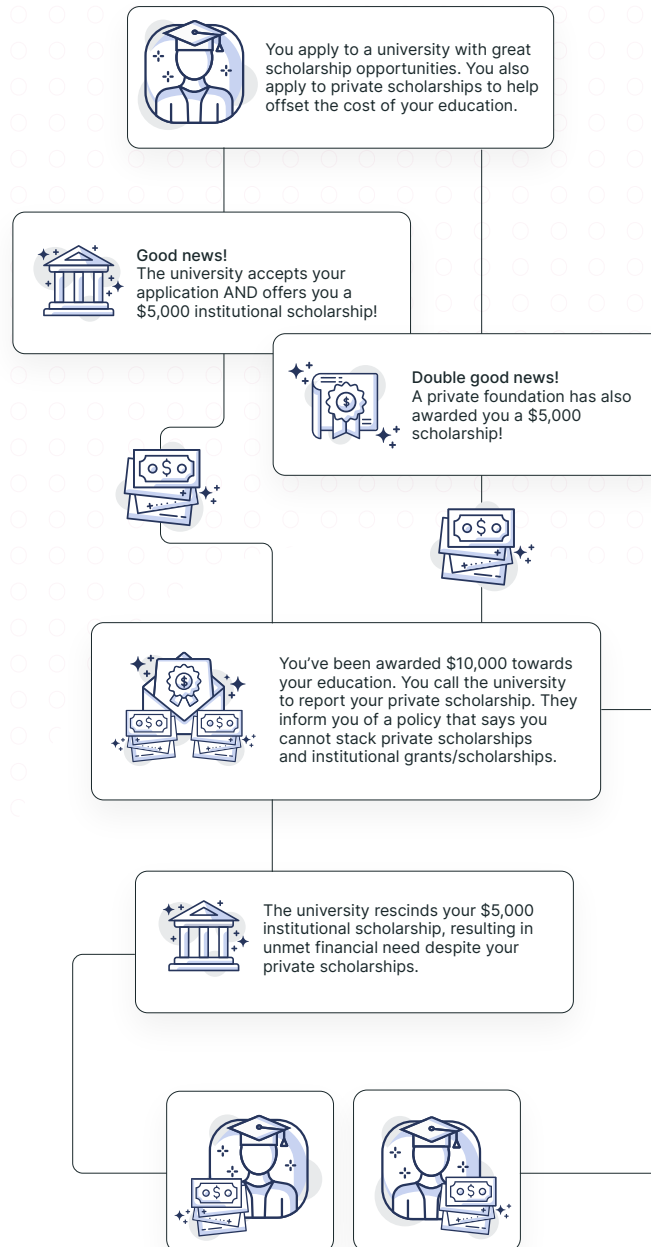 You apply to a university with great
scholarship opportunities. You also
apply to private scholarships to help
offset the cost of your education.
Good news!
The university accepts your
application AND offers you a
$5,000 institutional scholarship!
Double good news!
A private foundation has also
awarded you a $5,000
scholarship!
You’ve been awarded $10,000 towards
your education. You call the university
to report your private scholarship. They
inform you of a policy that says you
cannot stack private scholarships
and institutional grants/scholarships.
The university rescinds your $5,000
institutional scholarship, resulting in
unmet financial need despite your
private scholarships.